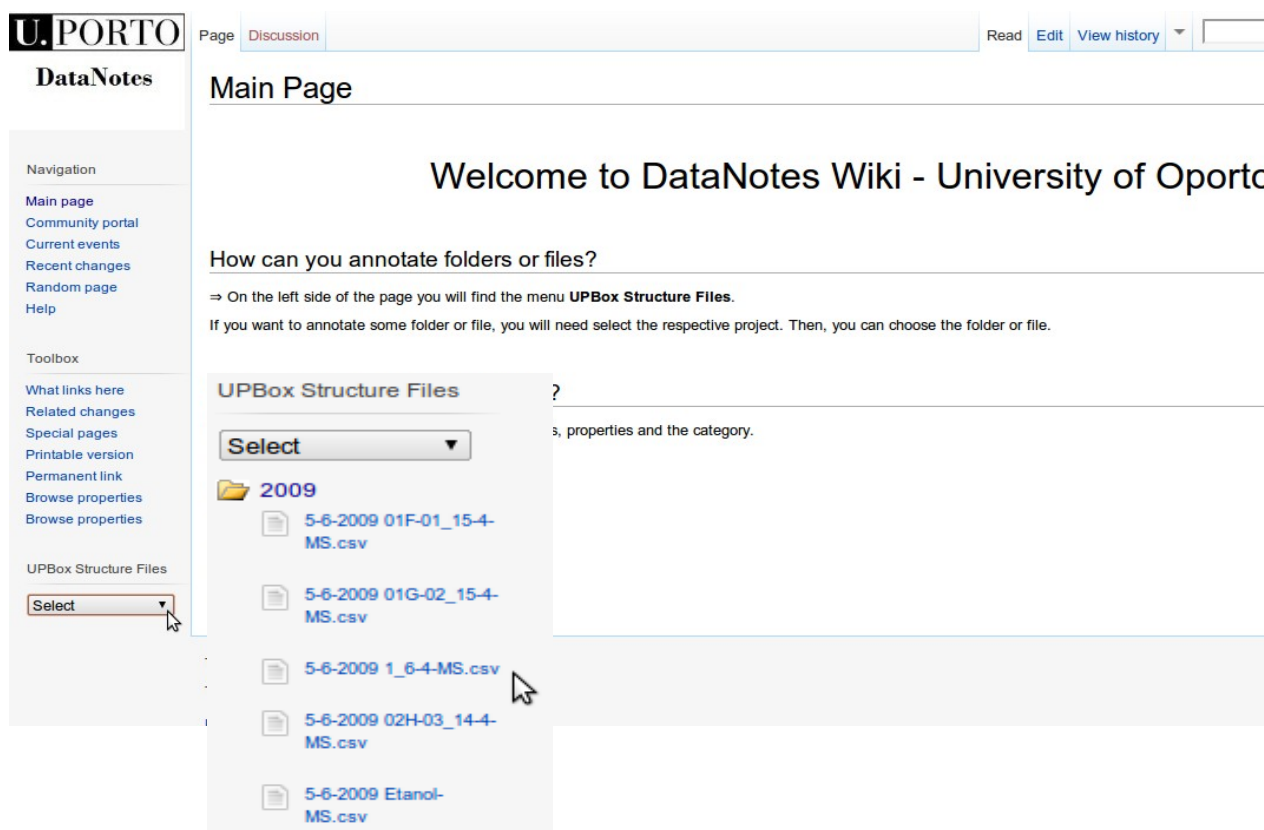 U. PORTO
DataNotes
Page Discussion
Read Edit View history
Main Page
Navigation
Main page
Community portal
Current events
Recent changes
Random page
Help
Toolbox
What links here
Related changes
Special pages
Printable version
Permanent link
Browse properties
Browse properties
UPBox Structure Files
Select
Welcome to DataNotes Wiki - University of Oporto
How can you annotate folders or files?
⇒ On the left side of the page you will find the menu UPBox Structure Files.
If you want to annotate some folder or file, you will need select the respective project. Then, you can choose the folder or file.
?
, properties and the category.
UPBox Structure Files
Select
2009
5-6-2009 01F-01_15-4-
MS.csv
5-6-2009 01G-02_15-4-
MS.csv
5-6-2009 1_6-4-MS.csv
5-6-2009 02H-03_14-4-
MS.csv
5-6-2009 Etanol-
MS.csv